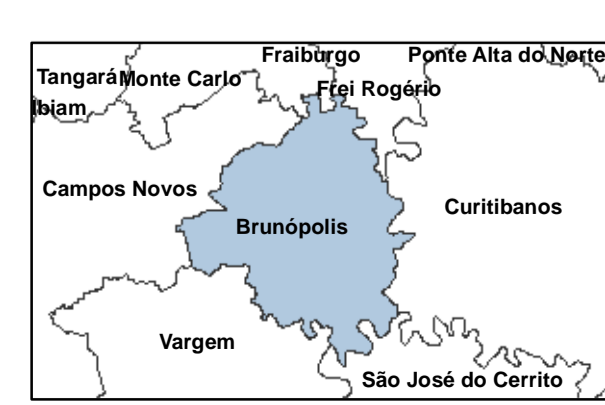 Fraiburgo
Ponte Alta do Norte
Tangará
Monte Carlo
Frei Rogério
Ibiam
Campos Novos
Curitibanos
Brunópolis
Vargem
São José do Cerrito